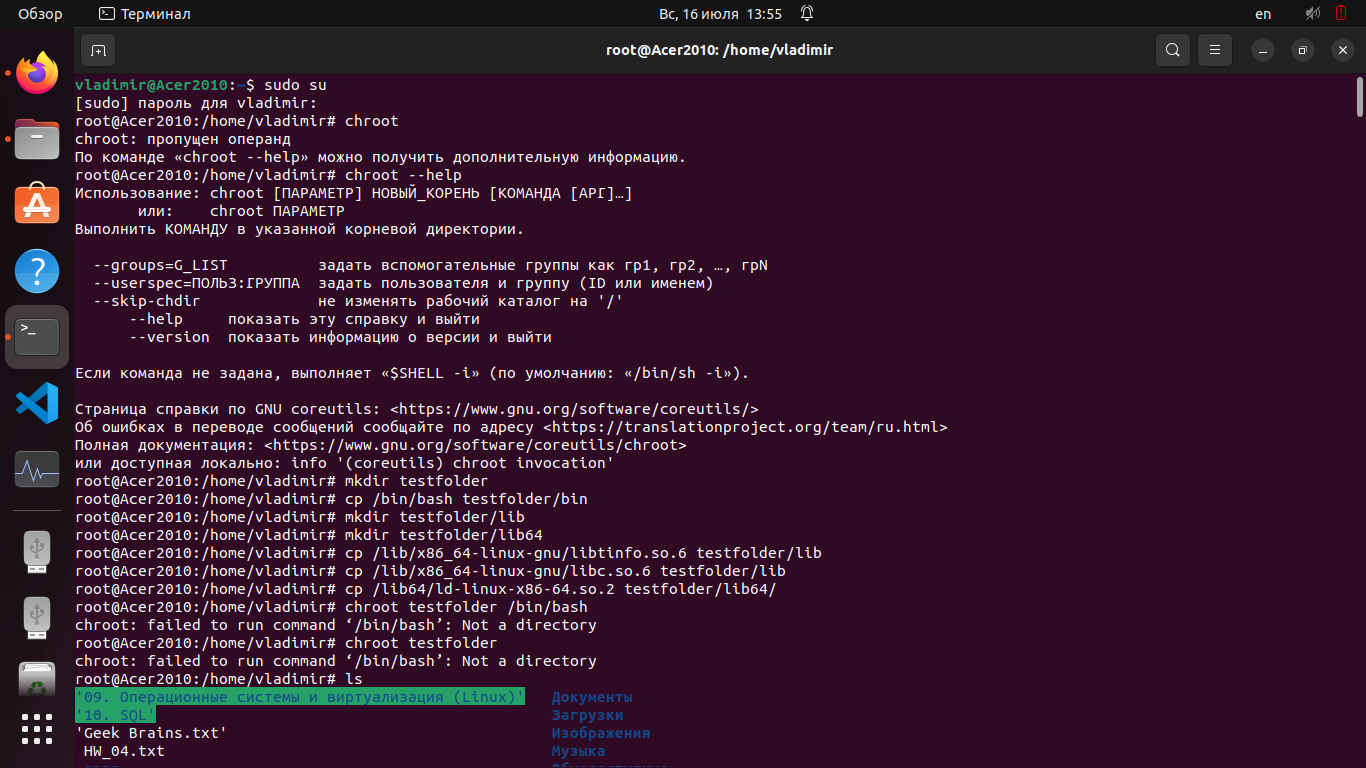 Обзор Терминал Вс, 16 июля 13:55 en
root@Acer2010: /home/vladimir
vladimir@Acer2010:~$ sudo su
[sudo] пароль для vladimir:
root@Acer2010:/home/vladimir# chroot
chroot: пропущен операнд
По команде «chroot --help» можно получить дополнительную информацию.
root@Acer2010:/home/vladimir# chroot --help
Использование: chroot [ПАРАМЕТР] НОВЫЙ_КОРЕНЬ [КОМАНДА [АРГ]…]
или: chroot ПАРАМЕТР
Выполнить КОМАНДУ в указанной корневой директории.
--groups=G_LIST задать вспомогательные группы как гр1, гр2, …, грN
--userspec=ПОЛЬЗ:ГРУППА задать пользователя и группу (ID или именем)
--skip-chdir не изменять рабочий каталог на '/'
--help показать эту справку и выйти
--version показать информацию о версии и выйти
Если команда не задана, выполняет «$SHELL -i» (по умолчанию: «/bin/sh -i»).
Страница справки по GNU coreutils: <https://www.gnu.org/software/coreutils/>
Об ошибках в переводе сообщений сообщайте по адресу <https://translationproject.org/team/ru.html>
Полная документация: <https://www.gnu.org/software/coreutils/chroot>
или доступная локально: info '(coreutils) chroot invocation'
root@Acer2010:/home/vladimir# mkdir testfolder
root@Acer2010:/home/vladimir# cp /bin/bash testfolder/bin
root@Acer2010:/home/vladimir# mkdir testfolder/lib
root@Acer2010:/home/vladimir# mkdir testfolder/lib64
root@Acer2010:/home/vladimir# cp /lib/x86_64-linux-gnu/libtinfo.so.6 testfolder/lib
root@Acer2010:/home/vladimir# cp /lib/x86_64-linux-gnu/libc.so.6 testfolder/lib
root@Acer2010:/home/vladimir# cp /lib64/ld-linux-x86-64.so.2 testfolder/lib64/
root@Acer2010:/home/vladimir# chroot testfolder /bin/bash
chroot: failed to run command ‘/bin/bash’: Not a directory
root@Acer2010:/home/vladimir# chroot testfolder
chroot: failed to run command ‘/bin/bash’: Not a directory
root@Acer2010:/home/vladimir# ls
'09. Операционные системы и виртуализация (Linux)' Документы
'10. SQL' Загрузки
'Geek Brains.txt' Изображения
HW_04.txt Музыка